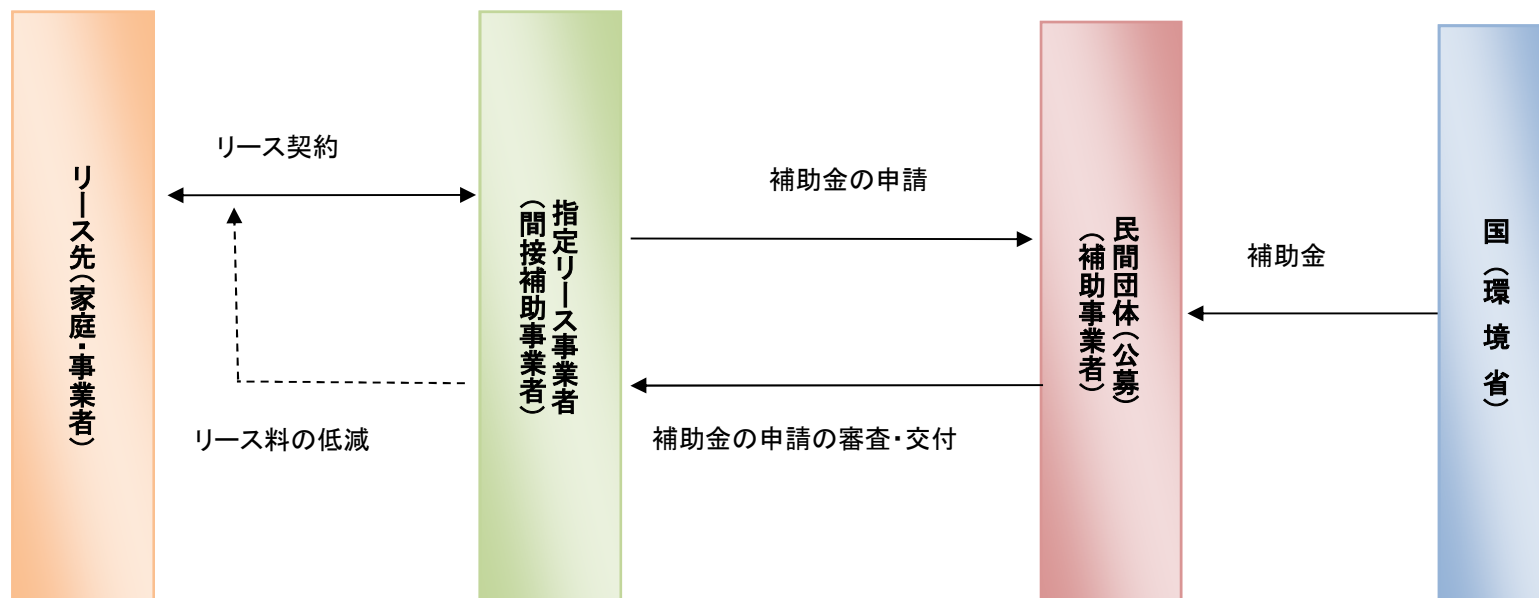 リース先(家庭・事業者)
リース契約
リース料の低減
指定リース事業者
(間接補助事業者)
補助金の申請
補助金の申請の審査・交付
民間団体(公募)
(補助事業者)
補助金
国(環境省)